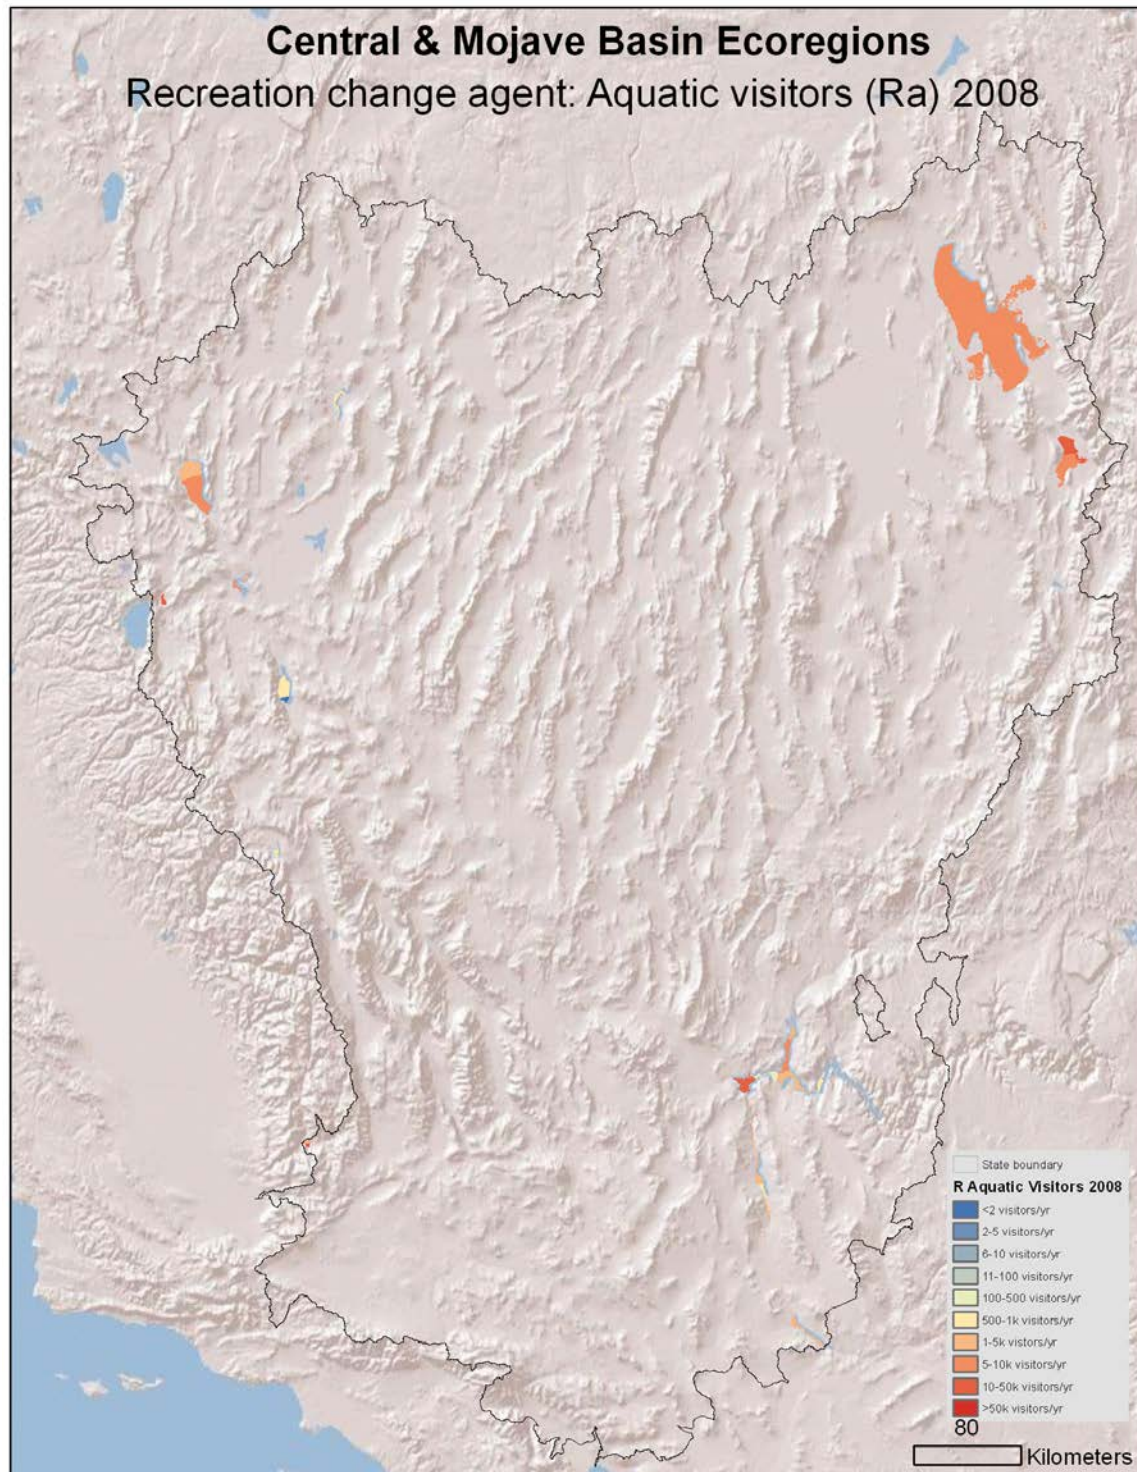 Central & Mojave Basin Ecoregions
Recreation change agent: Aquatic visitors (Ra) 2008
State boundary
R Aquatic Visitors 2008
<2 visitors/yr
2-5 visitors/yr
6-10 visitors/yr
11-100 visitors/yr
100-500 visitors/yr
500-1k visitors/yr
1-5k vistors/yr
5-10k visitors/yr
10-50k visitors/yr
>50k visitors/yr
80
Kilometers